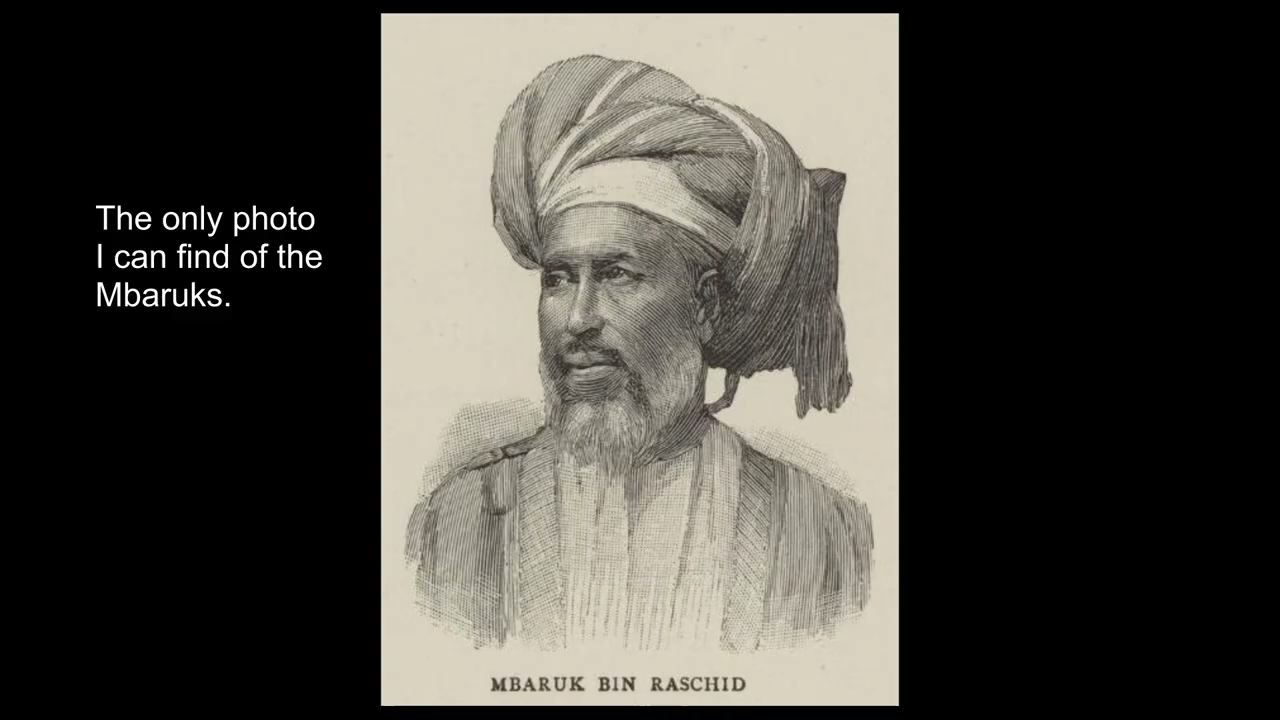 The only photo
I can find of the
Mbaruks.
MBARUK BIN RASCHID